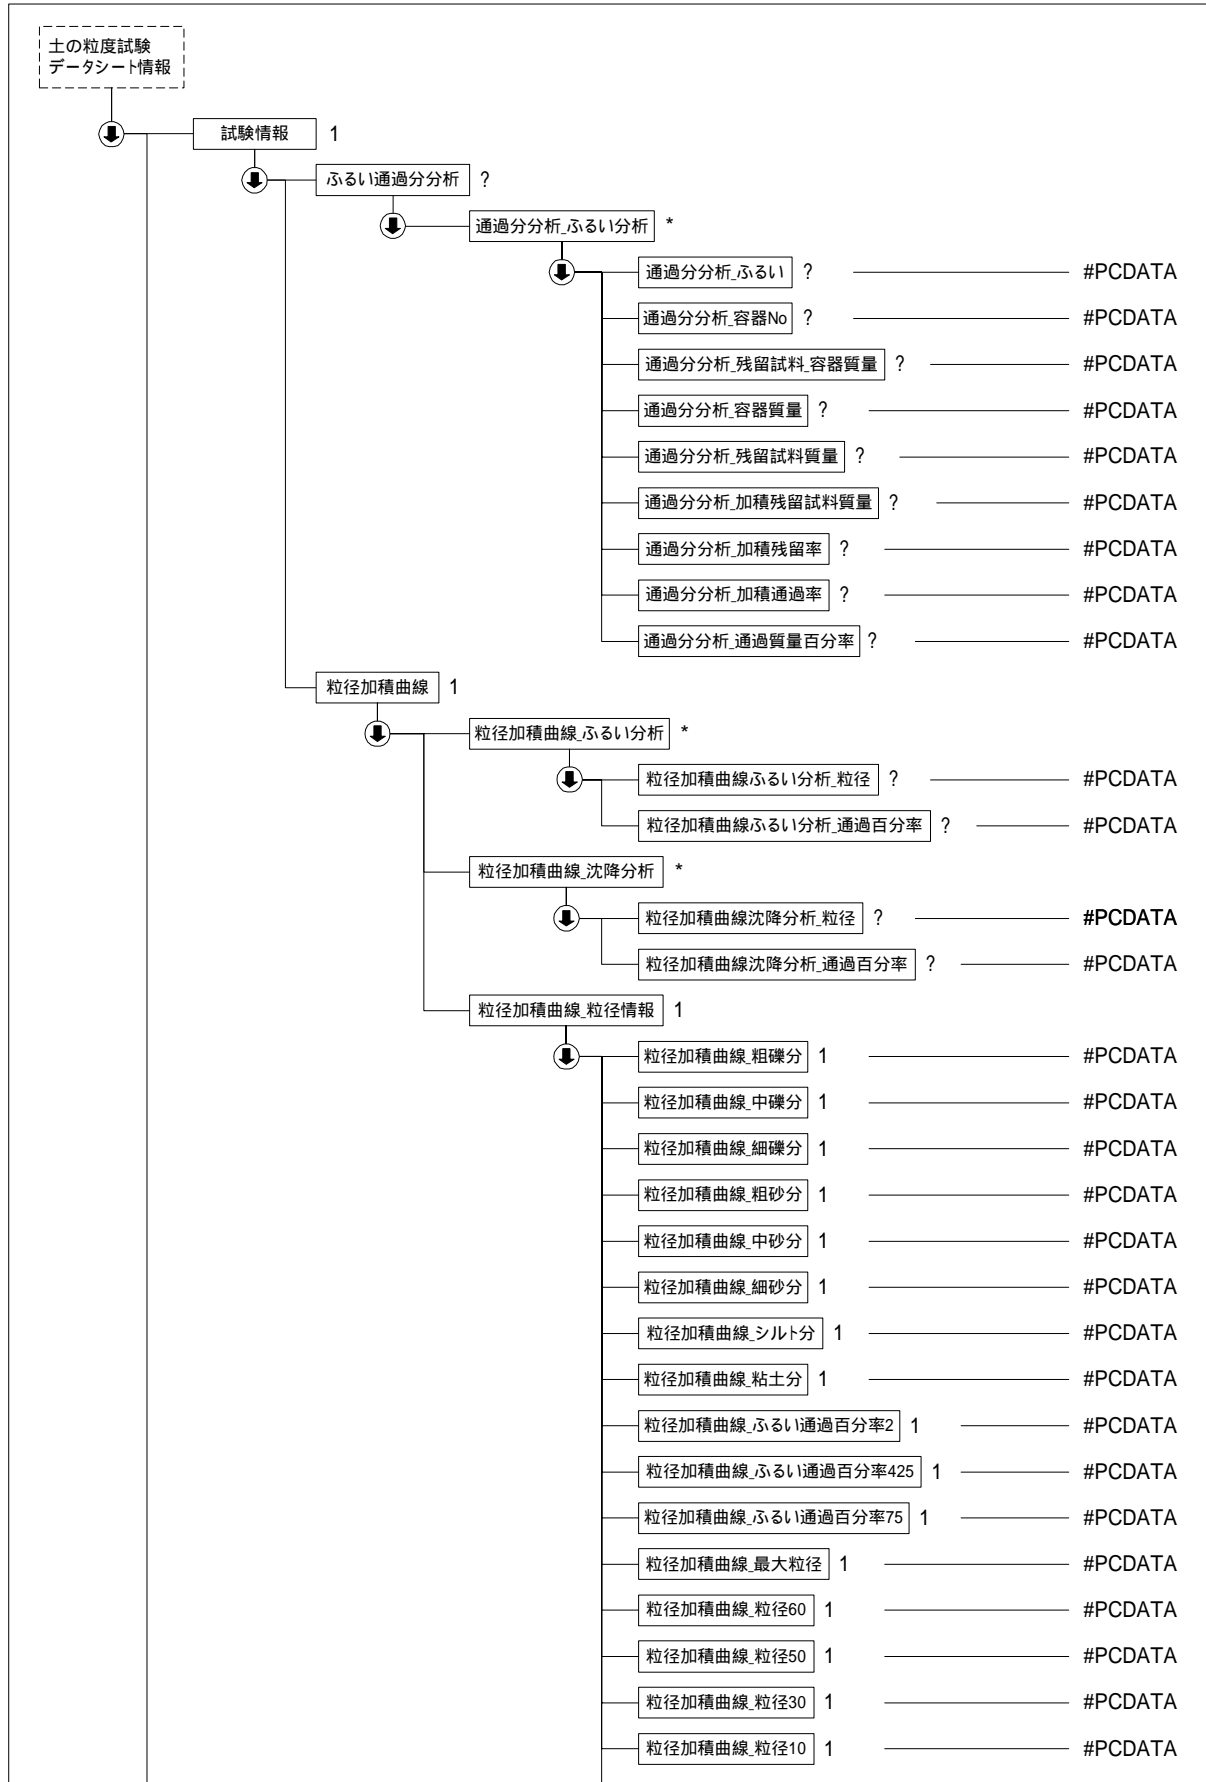 土の粒度試験
データシート情報
試験情報 1
ふるい通過分分析 ?
通過分分析_ふるい分析 *
通過分分析_ふるい ? #PCDATA
通過分分析_容器No ? #PCDATA
通過分分析_残留試料_容器質量 ? #PCDATA
通過分分析_容器質量 ? #PCDATA
通過分分析_残留試料質量 ? #PCDATA
通過分分析_加積残留試料質量 ? #PCDATA
通過分分析_加積残留率 ? #PCDATA
通過分分析_加積通過率 ? #PCDATA
通過分分析_通過質量百分率 ? #PCDATA
粒径加積曲線 1
粒径加積曲線_ふるい分析 *
粒径加積曲線ふるい分析_粒径 ? #PCDATA
粒径加積曲線ふるい分析_通過百分率 ? #PCDATA
粒径加積曲線_沈降分析 *
粒径加積曲線沈降分析_粒径 ? #PCDATA
粒径加積曲線沈降分析_通過百分率 ? #PCDATA
粒径加積曲線_粒径情報 1
粒径加積曲線_粗礫分 1 #PCDATA
粒径加積曲線_中礫分 1 #PCDATA
粒径加積曲線_細礫分 1 #PCDATA
粒径加積曲線_粗砂分 1 #PCDATA
粒径加積曲線_中砂分 1 #PCDATA
粒径加積曲線_細砂分 1 #PCDATA
粒径加積曲線_シルト分 1 #PCDATA
粒径加積曲線_粘土分 1 #PCDATA
粒径加積曲線_ふるい通過百分率2 1 #PCDATA
粒径加積曲線_ふるい通過百分率425 1 #PCDATA
粒径加積曲線_ふるい通過百分率75 1 #PCDATA
粒径加積曲線_最大粒径 1 #PCDATA
粒径加積曲線_粒径60 1 #PCDATA
粒径加積曲線_粒径50 1 #PCDATA
粒径加積曲線_粒径30 1 #PCDATA
粒径加積曲線_粒径10 1 #PCDATA